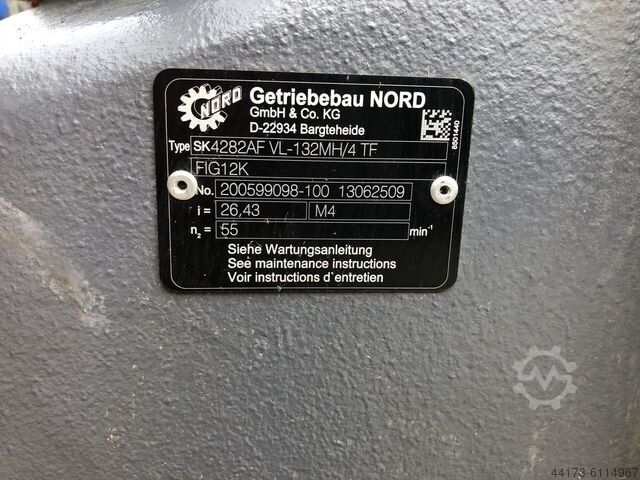 NORD
Getriebebau NORD
GmbH & Co. KG
D-22934 Bargteheide
8501440
Type SK4282AF VL-132MH/4 TF
FIG12K
No. 200599098-100 13062509
i = 26,43 M4
n₂ = 55 min⁻¹
Siehe Wartungsanleitung
See maintenance instructions
Voir instructions d`entretien
44173-6114967